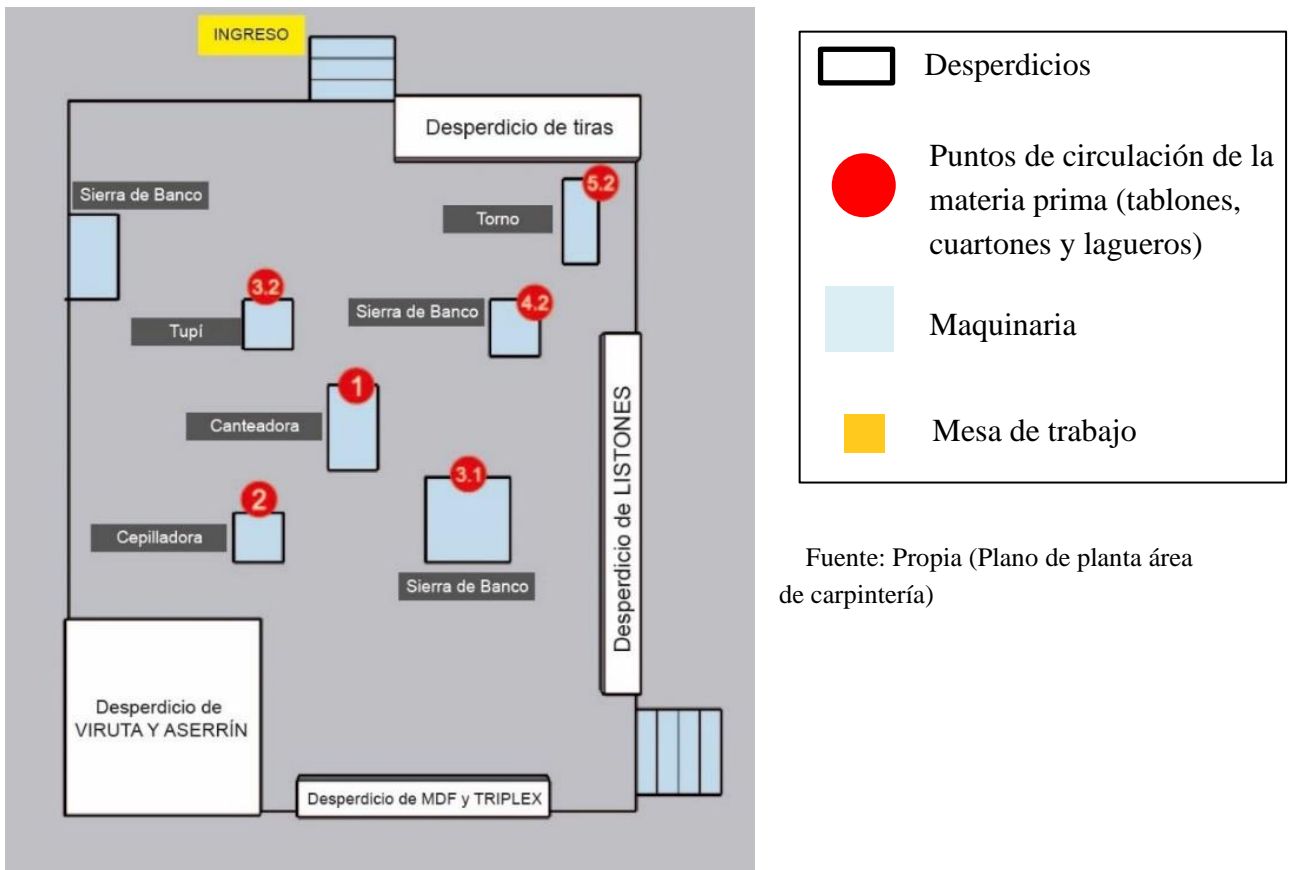 INGRESO
Desperdicio de tiras
Sierra de Banco
5.2
Torno
3.2
4.2
Sierra de Banco
Tupí
1
Canteadora
3.1
2
Cepilladora
Sierra de Banco
Desperdicio de LISTONES
Desperdicio de
VIRUTA Y ASERRÍN
Desperdicio de MDF y TRIPLEX
Desperdicios
Puntos de circulación de la
materia prima (tablones,
cuartones y lagueros)
Maquinaria
Mesa de trabajo
Fuente: Propia (Plano de planta área
de carpintería)